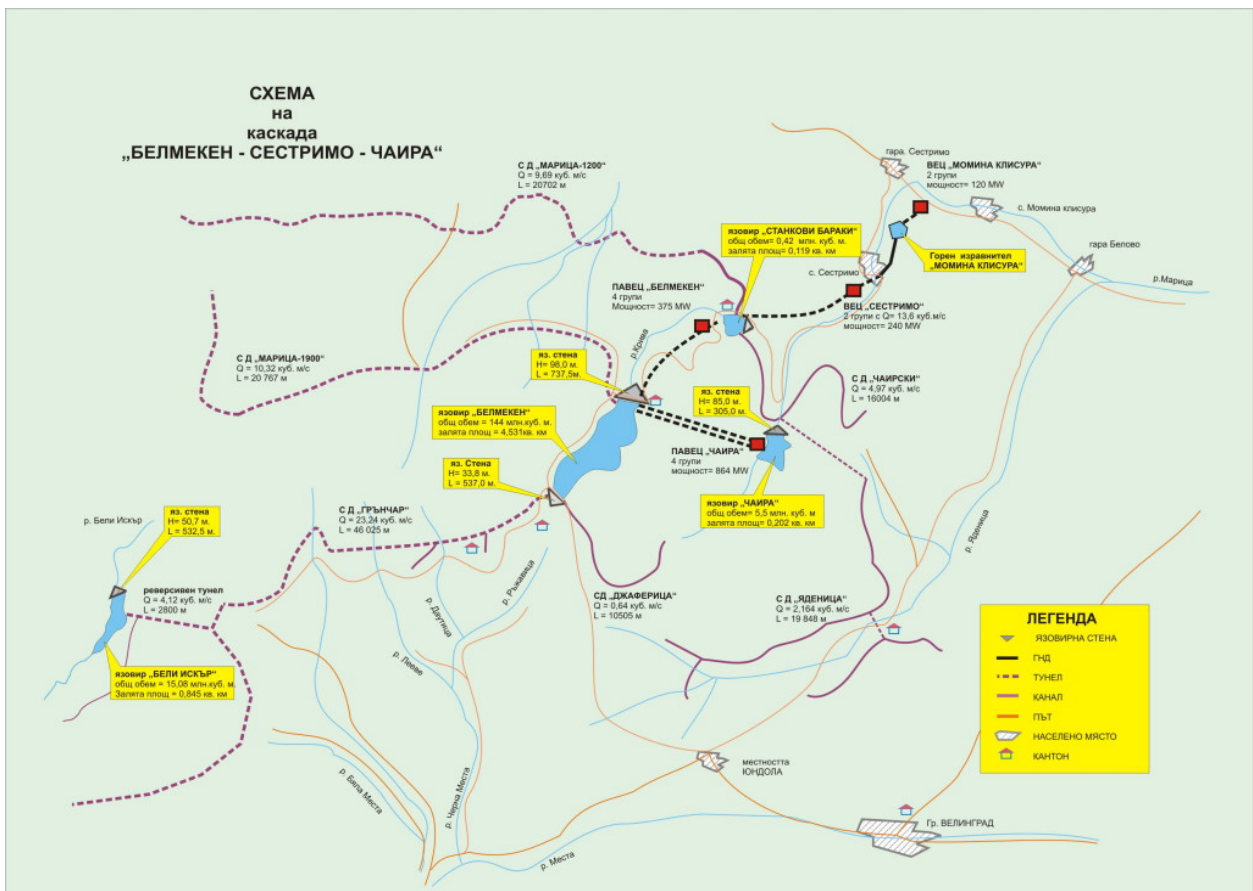 СХЕМА
на
каскада
„БЕЛМЕКЕН - СЕСТРИМО - ЧАИРА“
С Д „МАРИЦА-1200“
Q = 9,69 куб. м/с
L = 20702 м
гара. Сестримо
ВЕЦ „МОМИНА КЛИСУРА“
2 групи
мощност= 120 MW
с. Момина клисура
гара Белово
р.Марица
язовир „СТАНКОВИ БАРАКИ“
общ обем= 0,42 млн. куб. м.
залята площ= 0,119 кв. км
Горен изравнител
„МОМИНА КЛИСУРА“
с. Сестримо
ПАВЕЦ „БЕЛМЕКЕН“
4 групи
Мощност= 375 MW
ВЕЦ „СЕСТРИМО“
2 групи с Q= 13,6 куб.м/с
мощност= 240 MW
р.Крива
С Д „МАРИЦА-1900“
Q = 10,32 куб. м/с
L = 20 767 м
яз. стена
H= 98,0 м.
L = 737,5м.
С Д „ЧАИРСКИ“
Q = 4,97 куб. м/с
L = 16004 м
яз. стена
H= 85,0 м.
L = 305,0 м.
язовир „БЕЛМЕКЕН“
общ обем = 144 млн.куб. м.
залята площ = 4,531кв. км
ПАВЕЦ „ЧАИРА“
4 групи
мощност= 864 MW
яз. Стена
H= 33,8 м.
L = 537,0 м.
язовир „ЧАИРА“
общ обем= 5,5 млн. куб. м
залята площ= 0,202 кв. км
яз. стена
H= 50,7 м.
L = 532,5 м.
р. Бели Искър
С Д „ГРЪНЧАР“
Q = 23,24 куб. м/с
L = 46 025 м
р. Яденица
реверсивен тунел
Q = 4,12 куб. м/с
L = 2800 м
р. Ръжавица
р. Даутица
р. Лееве
СД „ДЖАФЕРИЦА“
Q = 0,64 куб. м/с
L = 10505 м
С Д „ЯДЕНИЦА“
Q = 2,164 куб. м/с
L = 19 848 м
язовир „БЕЛИ ИСКЪР“
общ обем = 15,08 млн.куб. м.
Залята площ = 0,845 кв. км
ЛЕГЕНДА
ЯЗОВИРНА СТЕНА
ГНД
ТУНЕЛ
КАНАЛ
ПЪТ
НАСЕЛЕНО МЯСТО
КАНТОН
местността
ЮНДОЛА
р. Бяла Места
р. Черна Места
р. Места
Гр. ВЕЛИНГРАД